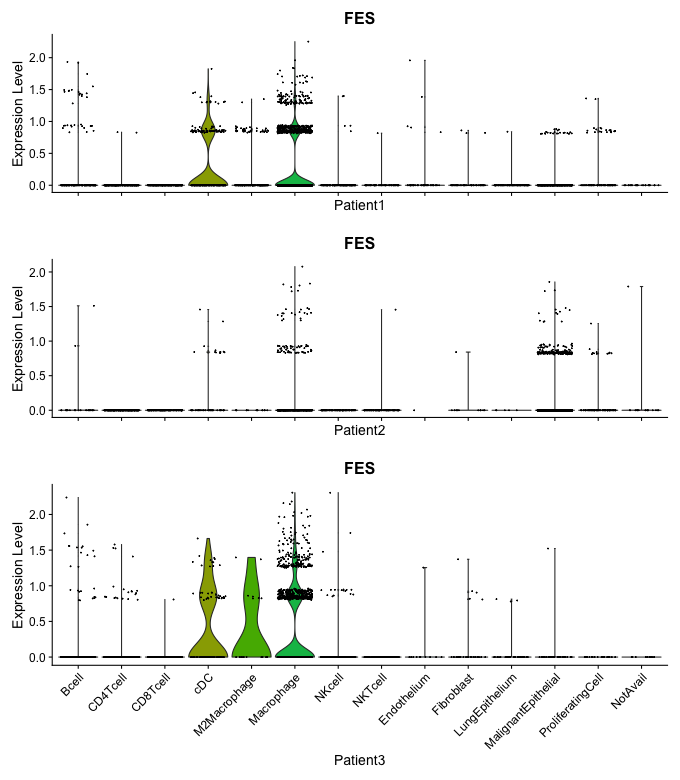 FES
Expression Level
2.0
1.5
1.0
0.5
0.0
Patient1
FES
Expression Level
2.0
1.5
1.0
0.5
0.0
Patient2
FES
Expression Level
2.0
1.5
1.0
0.5
0.0
Bcell
CD4Tcell
CD8Tcell
cDC
M2Macrophage
Macrophage
NKcell
NKTcell
Endothelium
Fibroblast
LungEpithelium
MalignantEpithelial
ProliferatingCell
NotAvail
Patient3